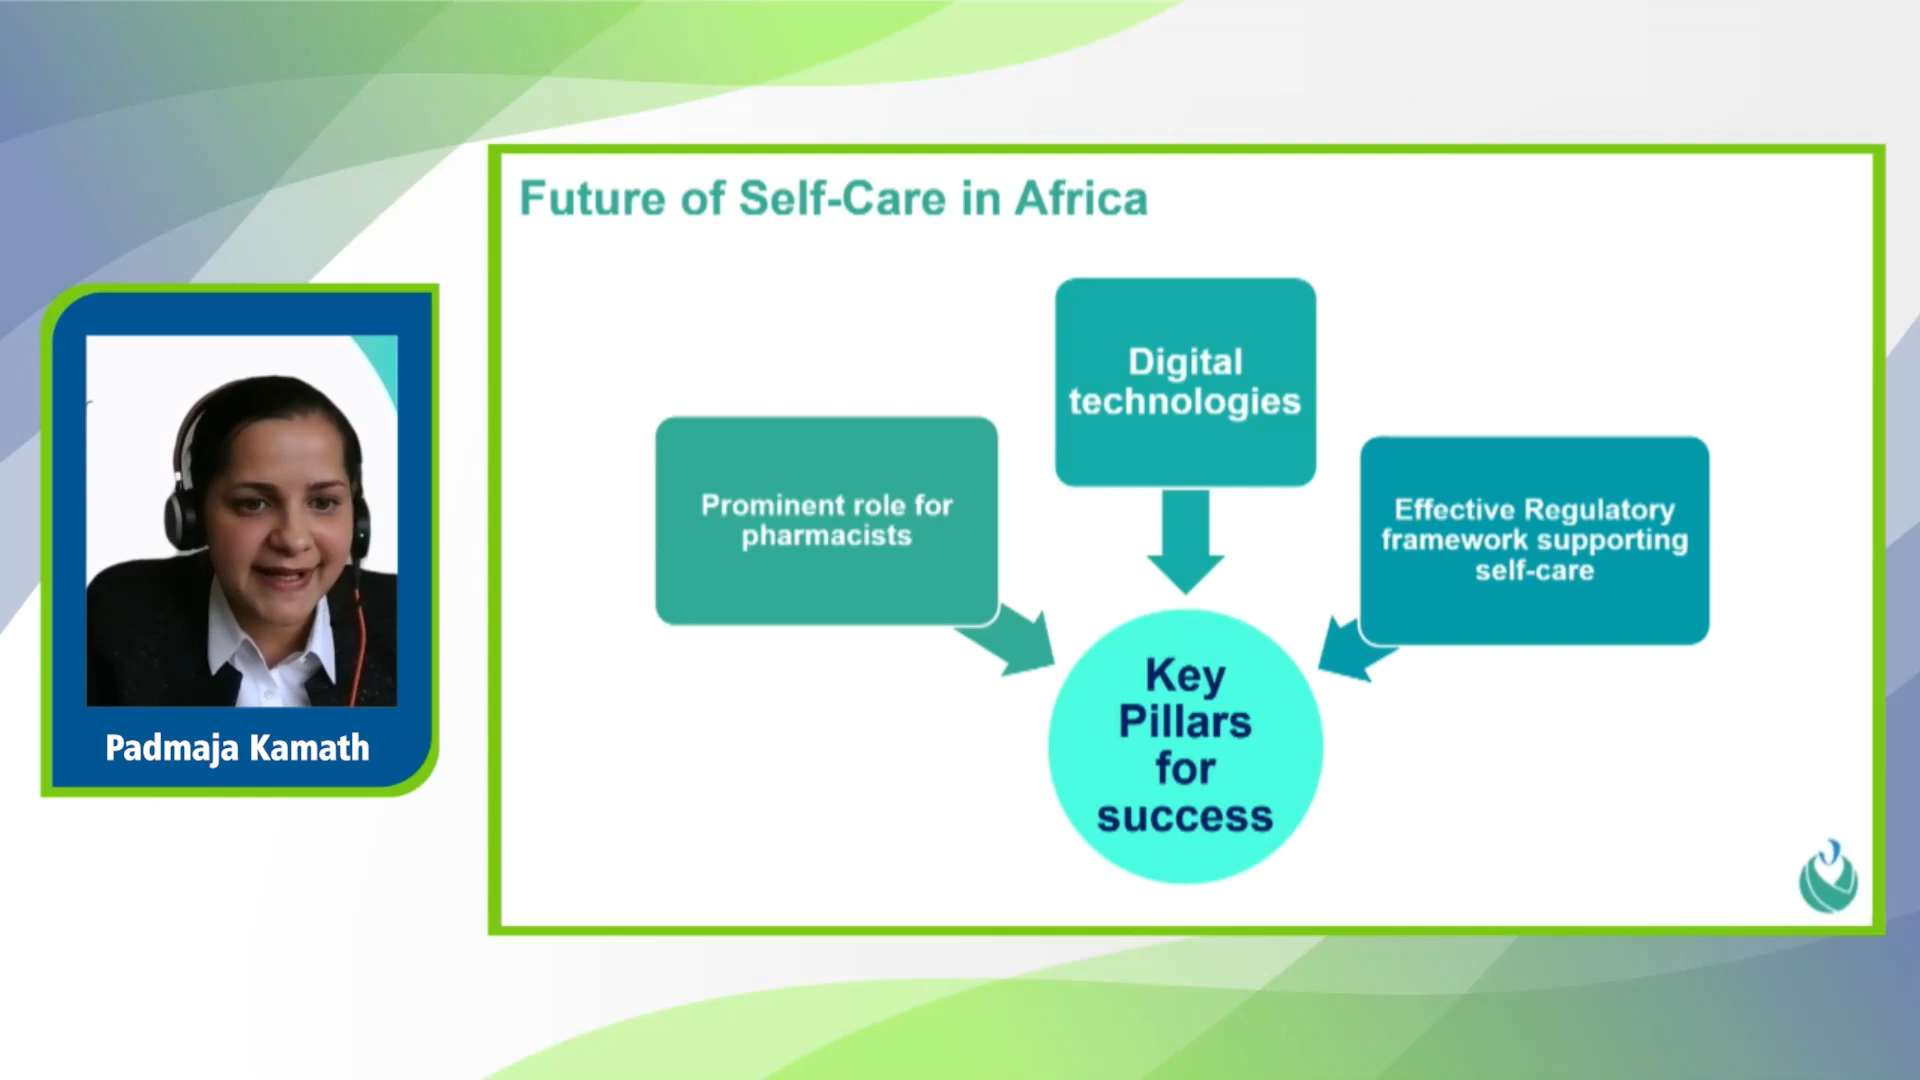 Future of Self-Care in Africa
Digital
technologies
Prominent role for
pharmacists
Effective Regulatory
framework supporting
self-care
Key
Pillars
for
success
Padmaja Kamath